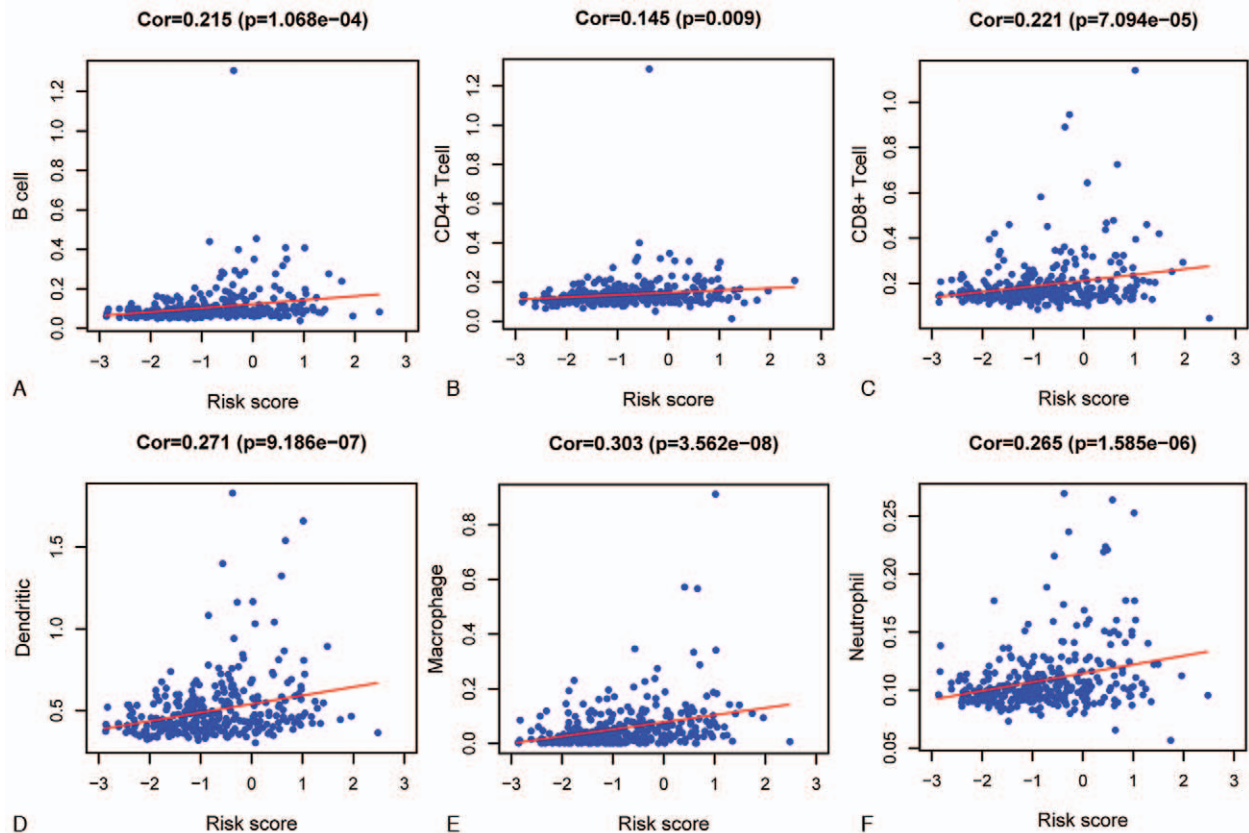 Cor=0.215 (p=1.068e−04)
B cell
1.2
1.0
0.8
0.6
0.4
0.2
0.0
−3 −2 −1 0 1 2 3
A
Risk score
Cor=0.145 (p=0.009)
CD4+ Tcell
1.2
1.0
0.8
0.6
0.4
0.2
0.0
−3 −2 −1 0 1 2 3
B
Risk score
Cor=0.221 (p=7.094e−05)
CD8+ Tcell
1.0
0.8
0.6
0.4
0.2
−3 −2 −1 0 1 2 3
C
Risk score
Cor=0.271 (p=9.186e−07)
Dendritic
1.5
1.0
0.5
−3 −2 −1 0 1 2 3
D
Risk score
Cor=0.303 (p=3.562e−08)
Macrophage
0.8
0.6
0.4
0.2
0.0
−3 −2 −1 0 1 2 3
E
Risk score
Cor=0.265 (p=1.585e−06)
Neutrophil
0.25
0.20
0.15
0.10
0.05
−3 −2 −1 0 1 2 3
F
Risk score